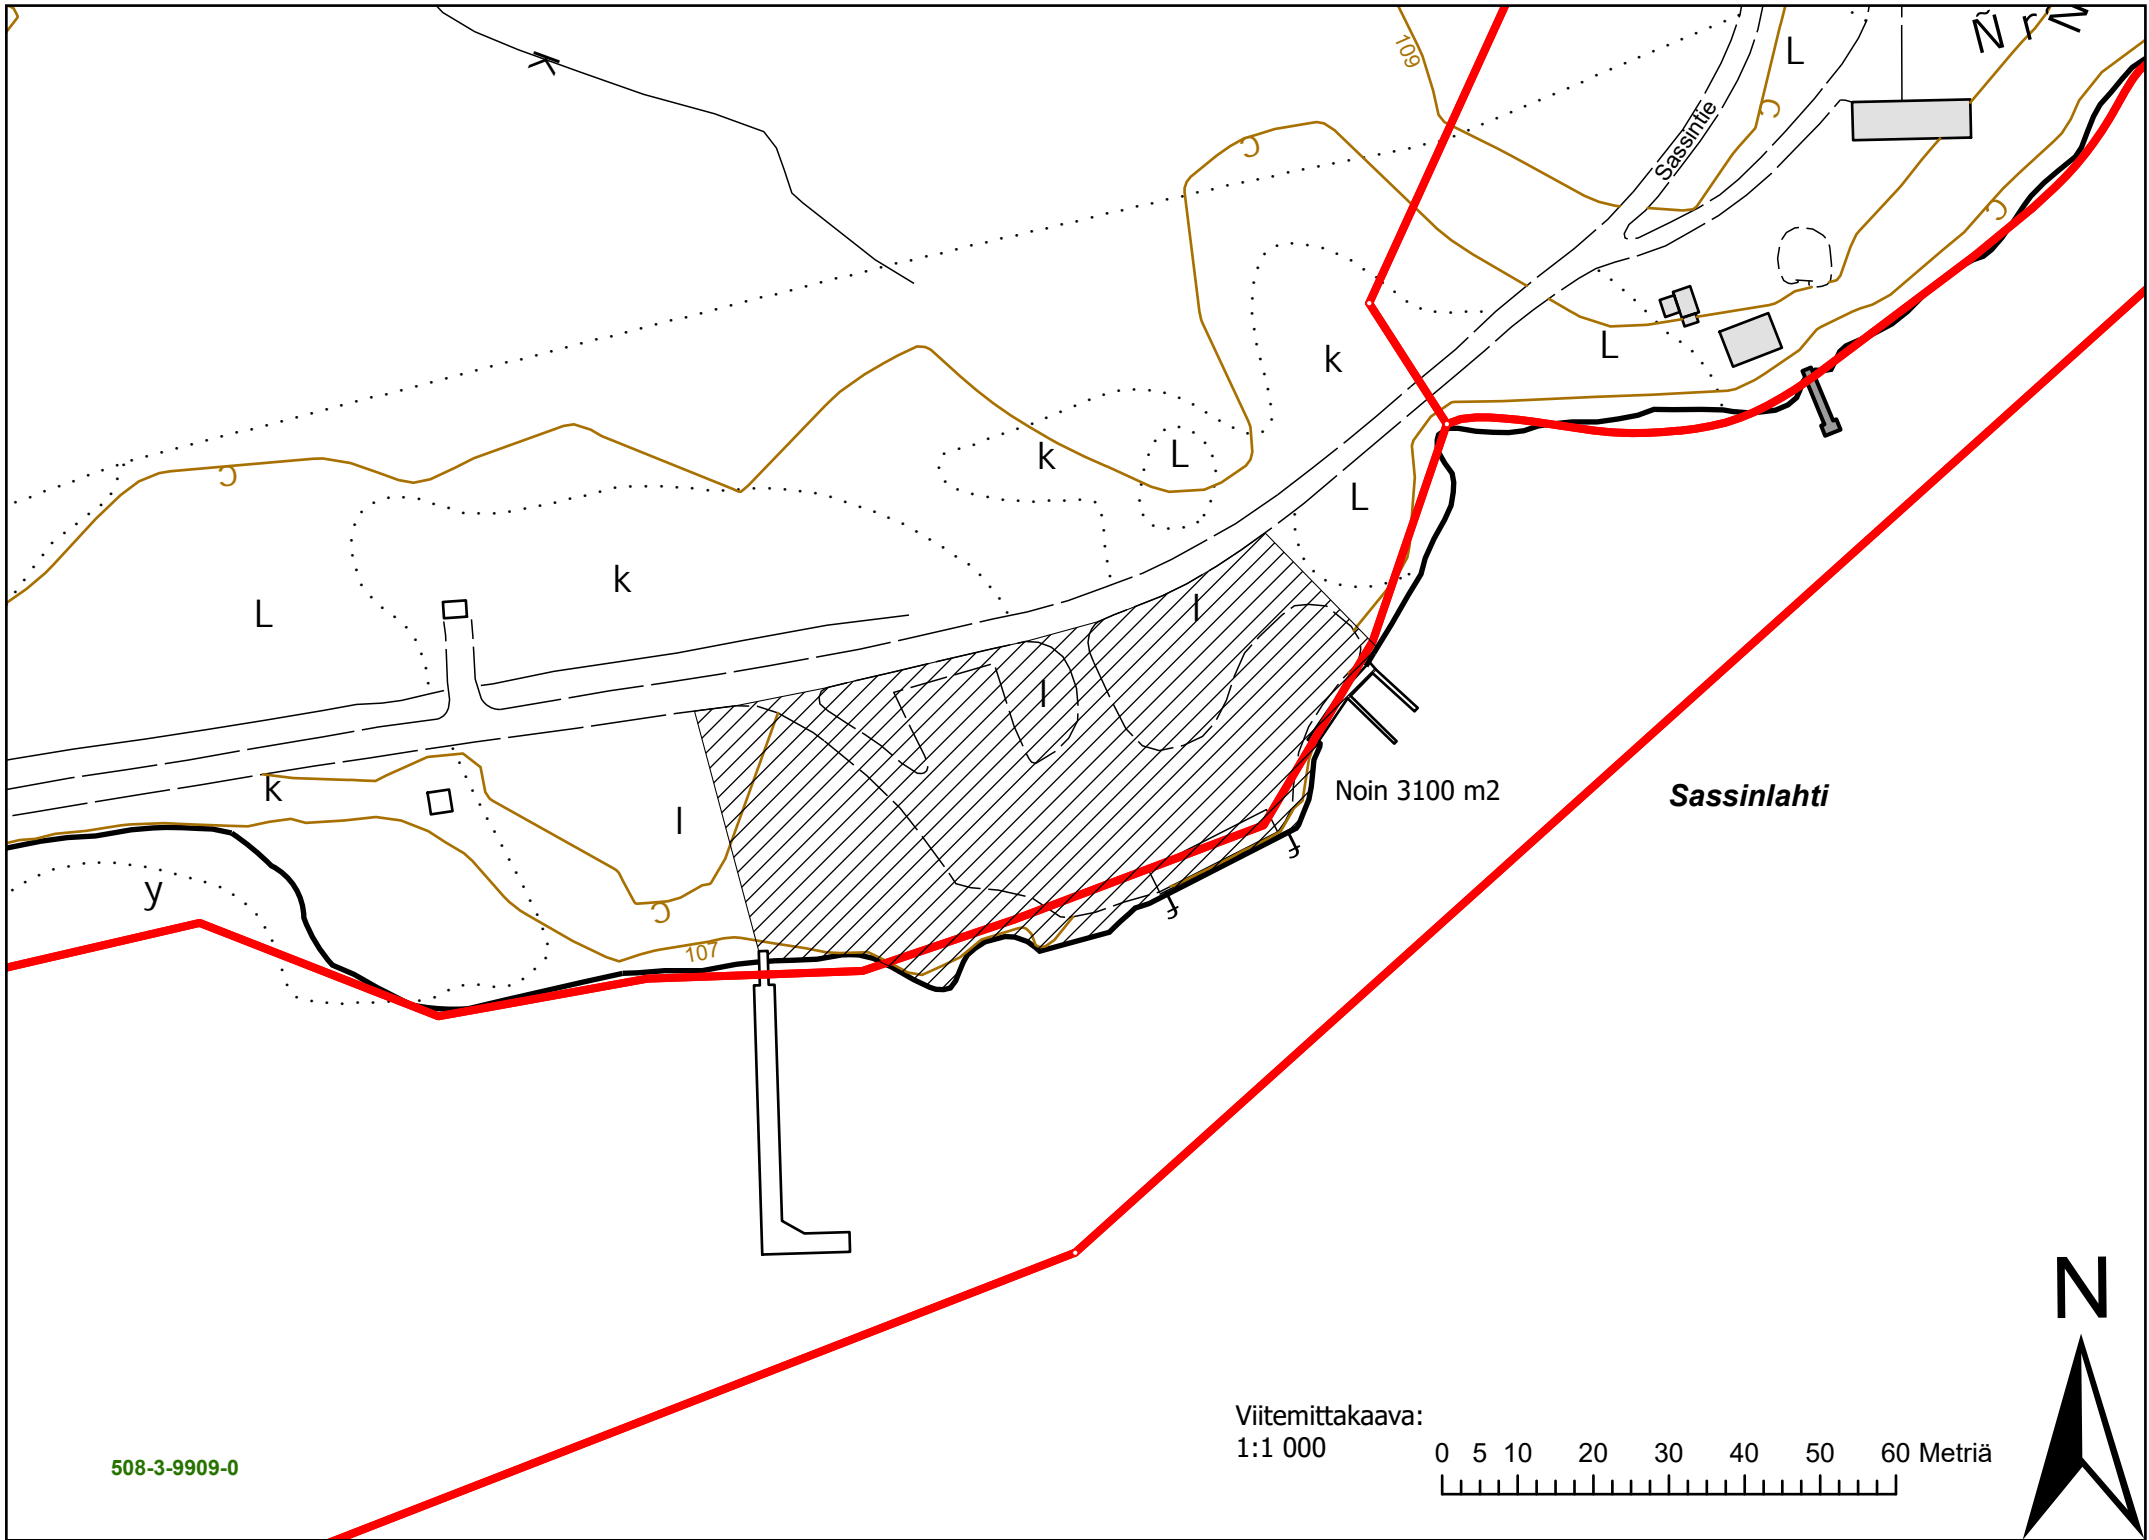 k
109
L
Ñ r N
Sassintie
k
L
k
L
L
k
L
l
l
k
l
Noin 3100 m2
Sassinlahti
y
107
N
Viitemittakaava:
1:1 000
0 5 10 20 30 40 50 60 Metriä
508-3-9909-0